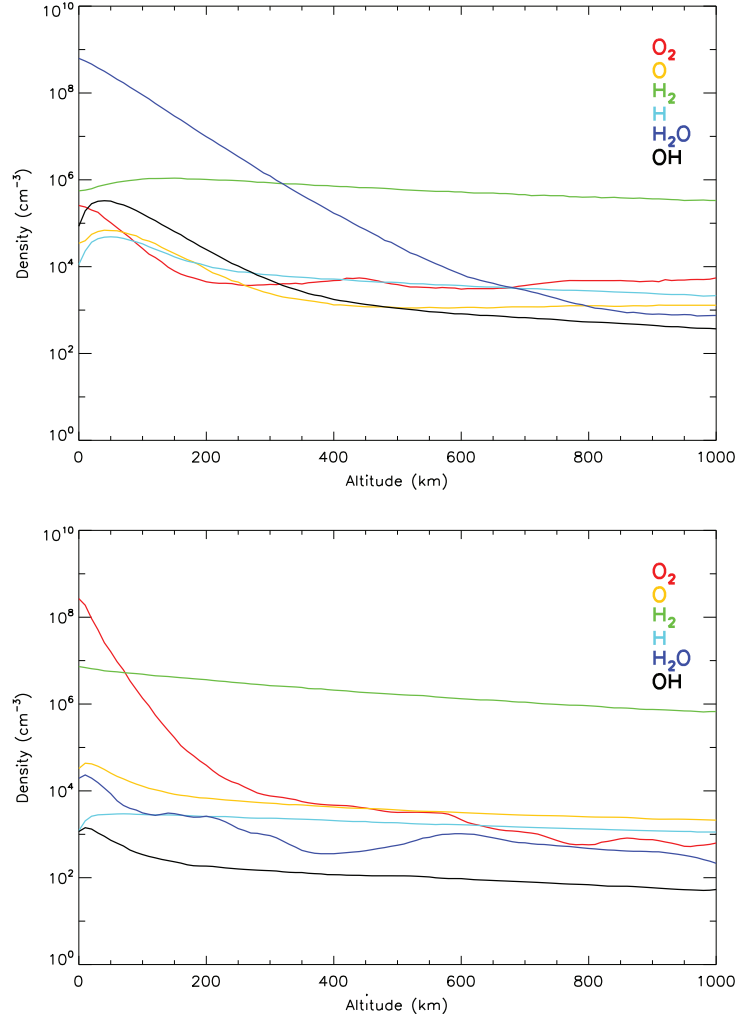 10^10
10^8
10^6
10^4
10^2
10^0
Density (cm^-3)
O2
O
H2
H
H2O
OH
0 200 400 600 800 1000
Altitude (km)
10^10
10^8
10^6
10^4
10^2
10^0
Density (cm^-3)
O2
O
H2
H
H2O
OH
0 200 400 600 800 1000
Altitude (km)